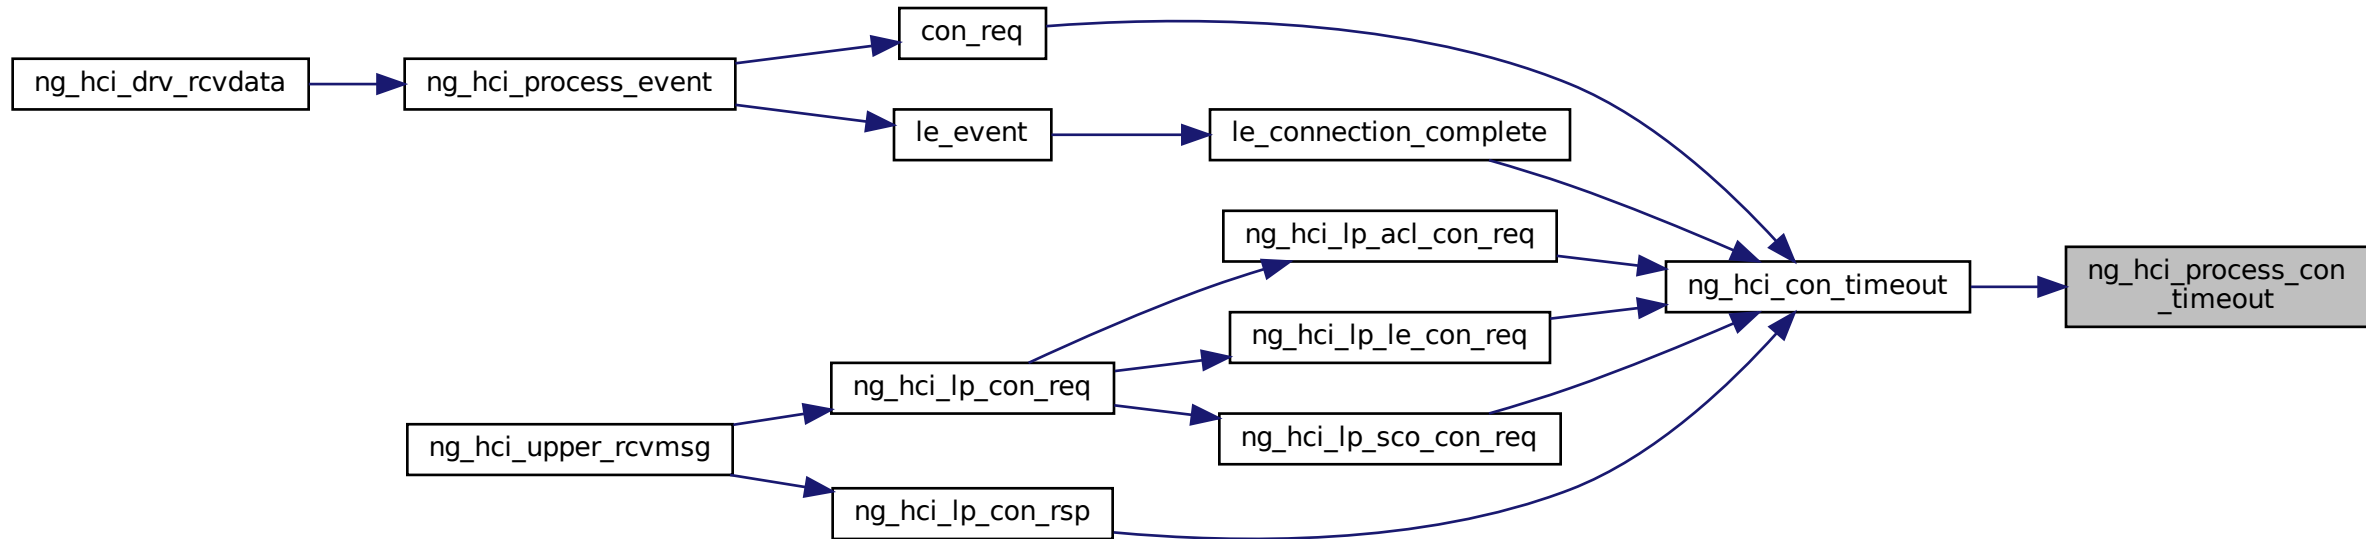 con_req
ng_hci_drv_rcvdata
ng_hci_process_event
le_event
le_connection_complete
ng_hci_lp_acl_con_req
ng_hci_con_timeout
ng_hci_process_con
_timeout
ng_hci_lp_le_con_req
ng_hci_lp_con_req
ng_hci_lp_sco_con_req
ng_hci_upper_rcvmsg
ng_hci_lp_con_rsp